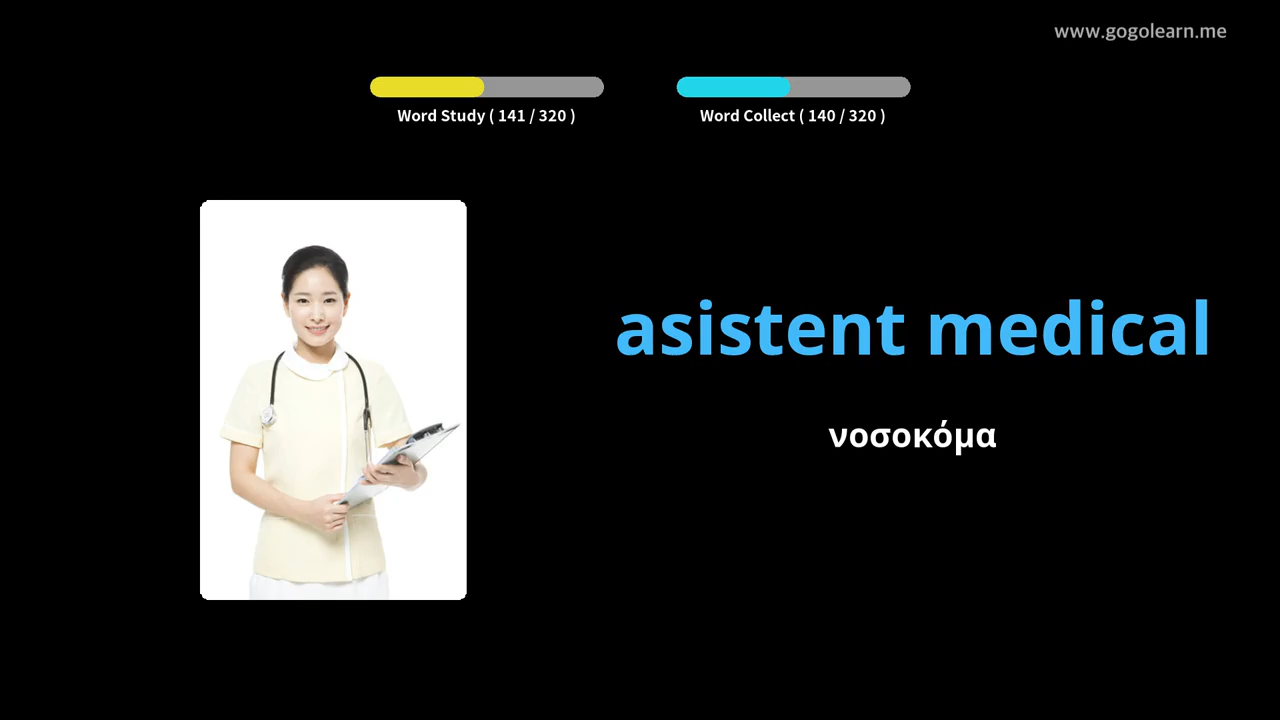 www.gogolearn.me
Word Study ( 141 / 320 )
Word Collect ( 140 / 320 )
asistent medical
νοσοκόμα